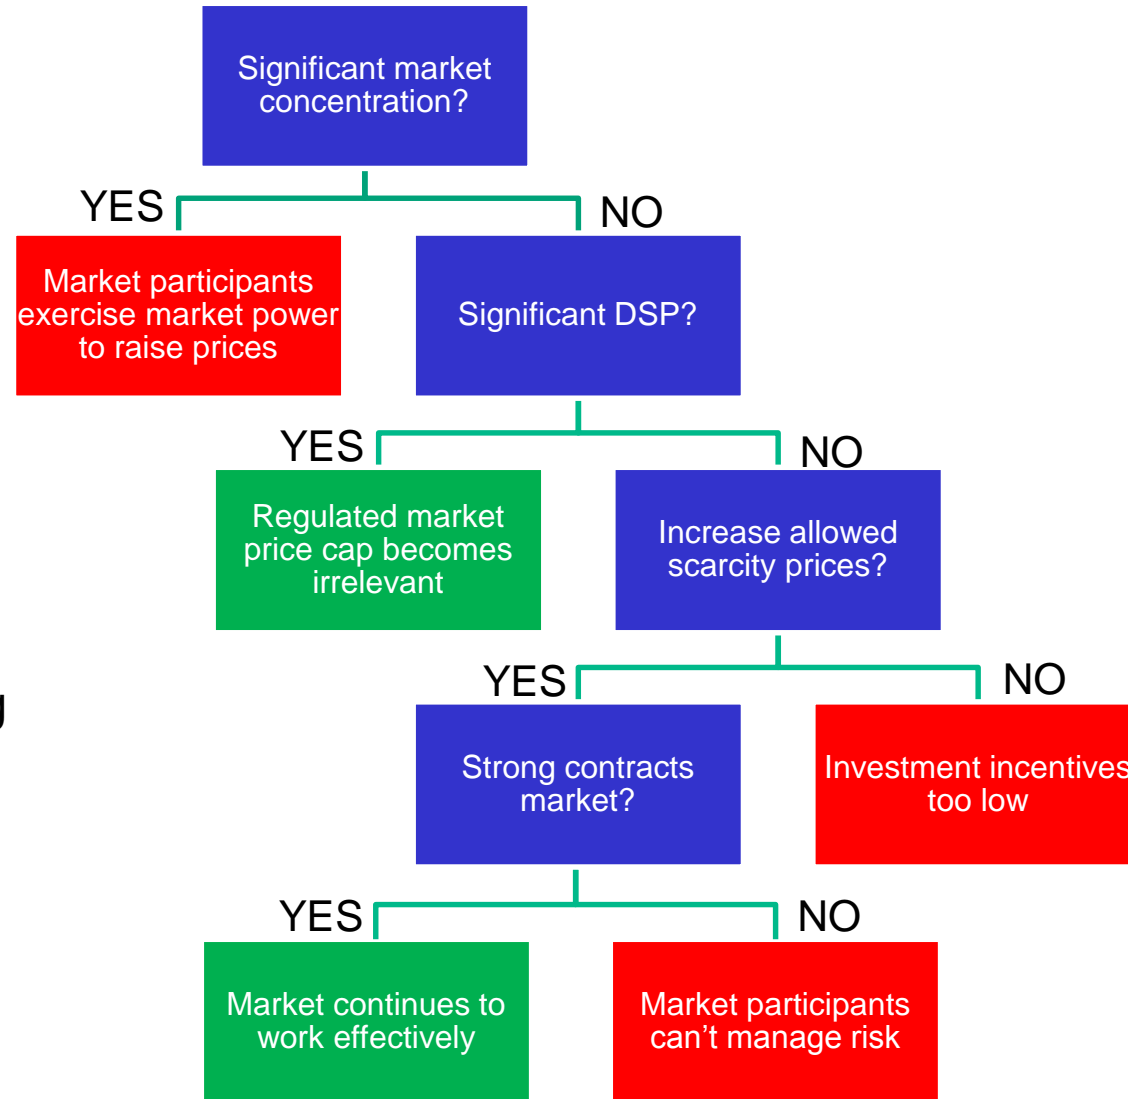 Significant market
concentration?
YES
NO
Market participants
exercise market power
to raise prices
Significant DSP?
YES
NO
Regulated market
price cap becomes
irrelevant
Increase allowed
scarcity prices?
g
YES
NO
Strong contracts
market?
Investment incentives
too low
YES
NO
Market continues to
work effectively
Market participants
can’t manage risk